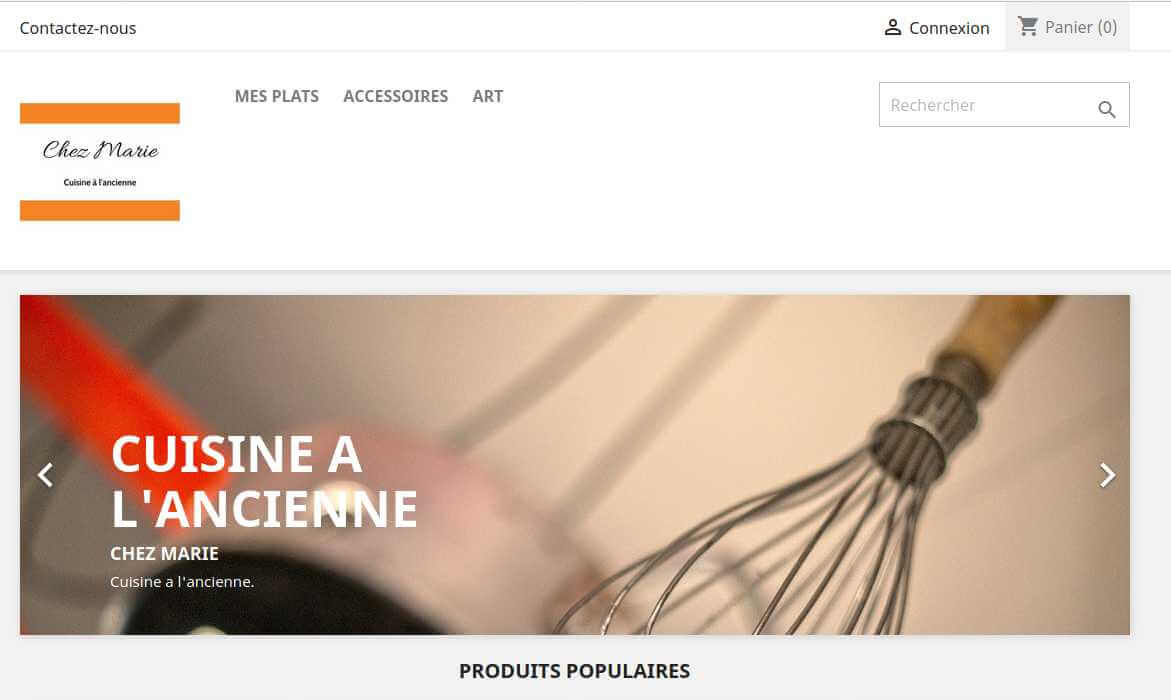 Contactez-nous
Connexion
Panier (0)
MES PLATS ACCESSOIRES ART
Rechercher
Chez Marie
Cuisine à l'ancienne
CUISINE A
L'ANCIENNE
CHEZ MARIE
Cuisine a l'ancienne.
PRODUITS POPULAIRES